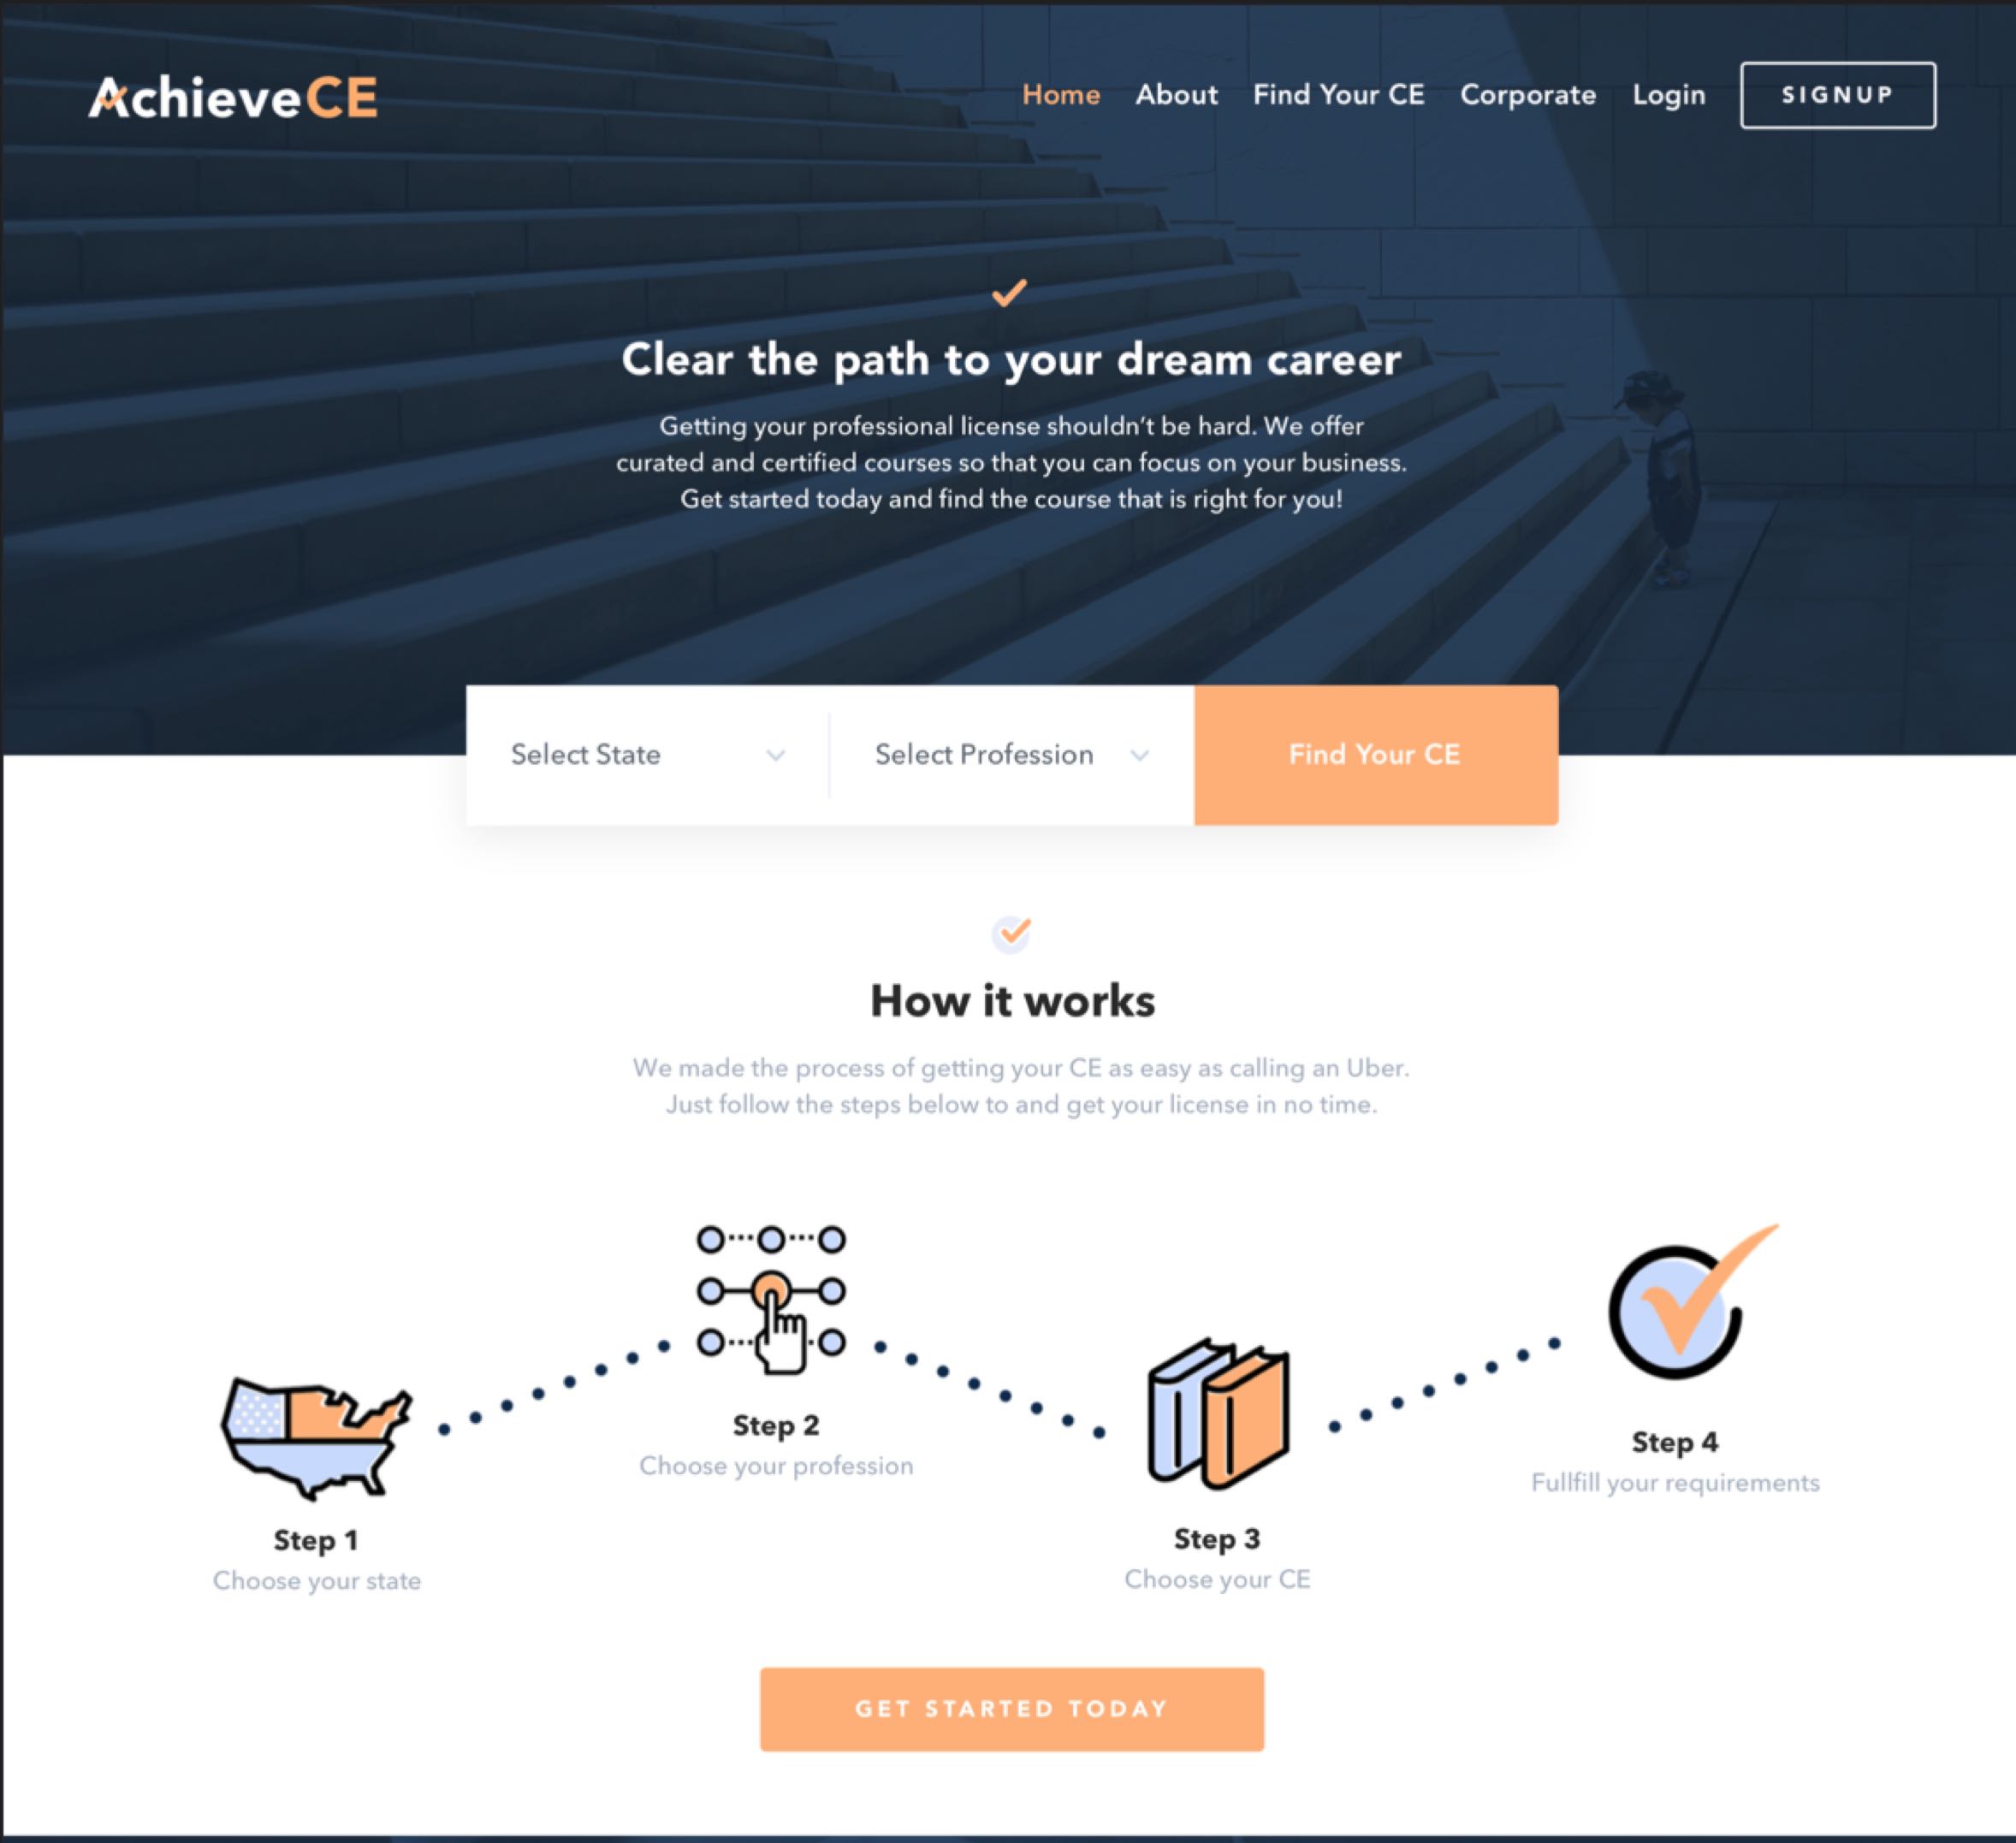 AchieveCE
Home About Find Your CE Corporate Login SIGNUP
Clear the path to your dream career
Getting your professional license shouldn't be hard. We offer
curated and certified courses so that you can focus on your business.
Get started today and find the course that is right for you!
Select State Select Profession Find Your CE
How it works
We made the process of getting your CE as easy as calling an Uber.
Just follow the steps below to and get your license in no time.
Step 1
Choose your state
Step 2
Choose your profession
Step 3
Choose your CE
Step 4
Fullfill your requirements
GET STARTED TODAY